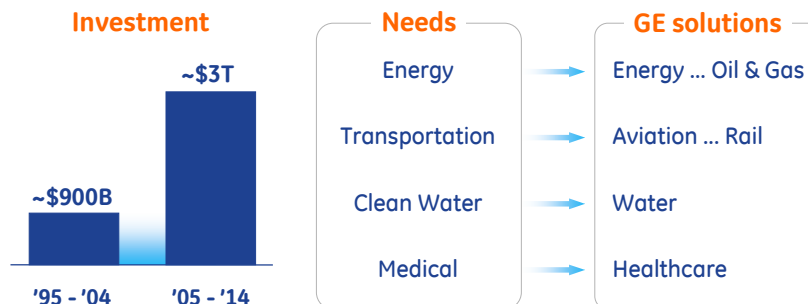 Investment
~$3T
~$900B
'95 - '04
'05 - '14
Needs
Energy
Transportation
Clean Water
Medical
GE solutions
Energy ... Oil & Gas
Aviation ... Rail
Water
Healthcare